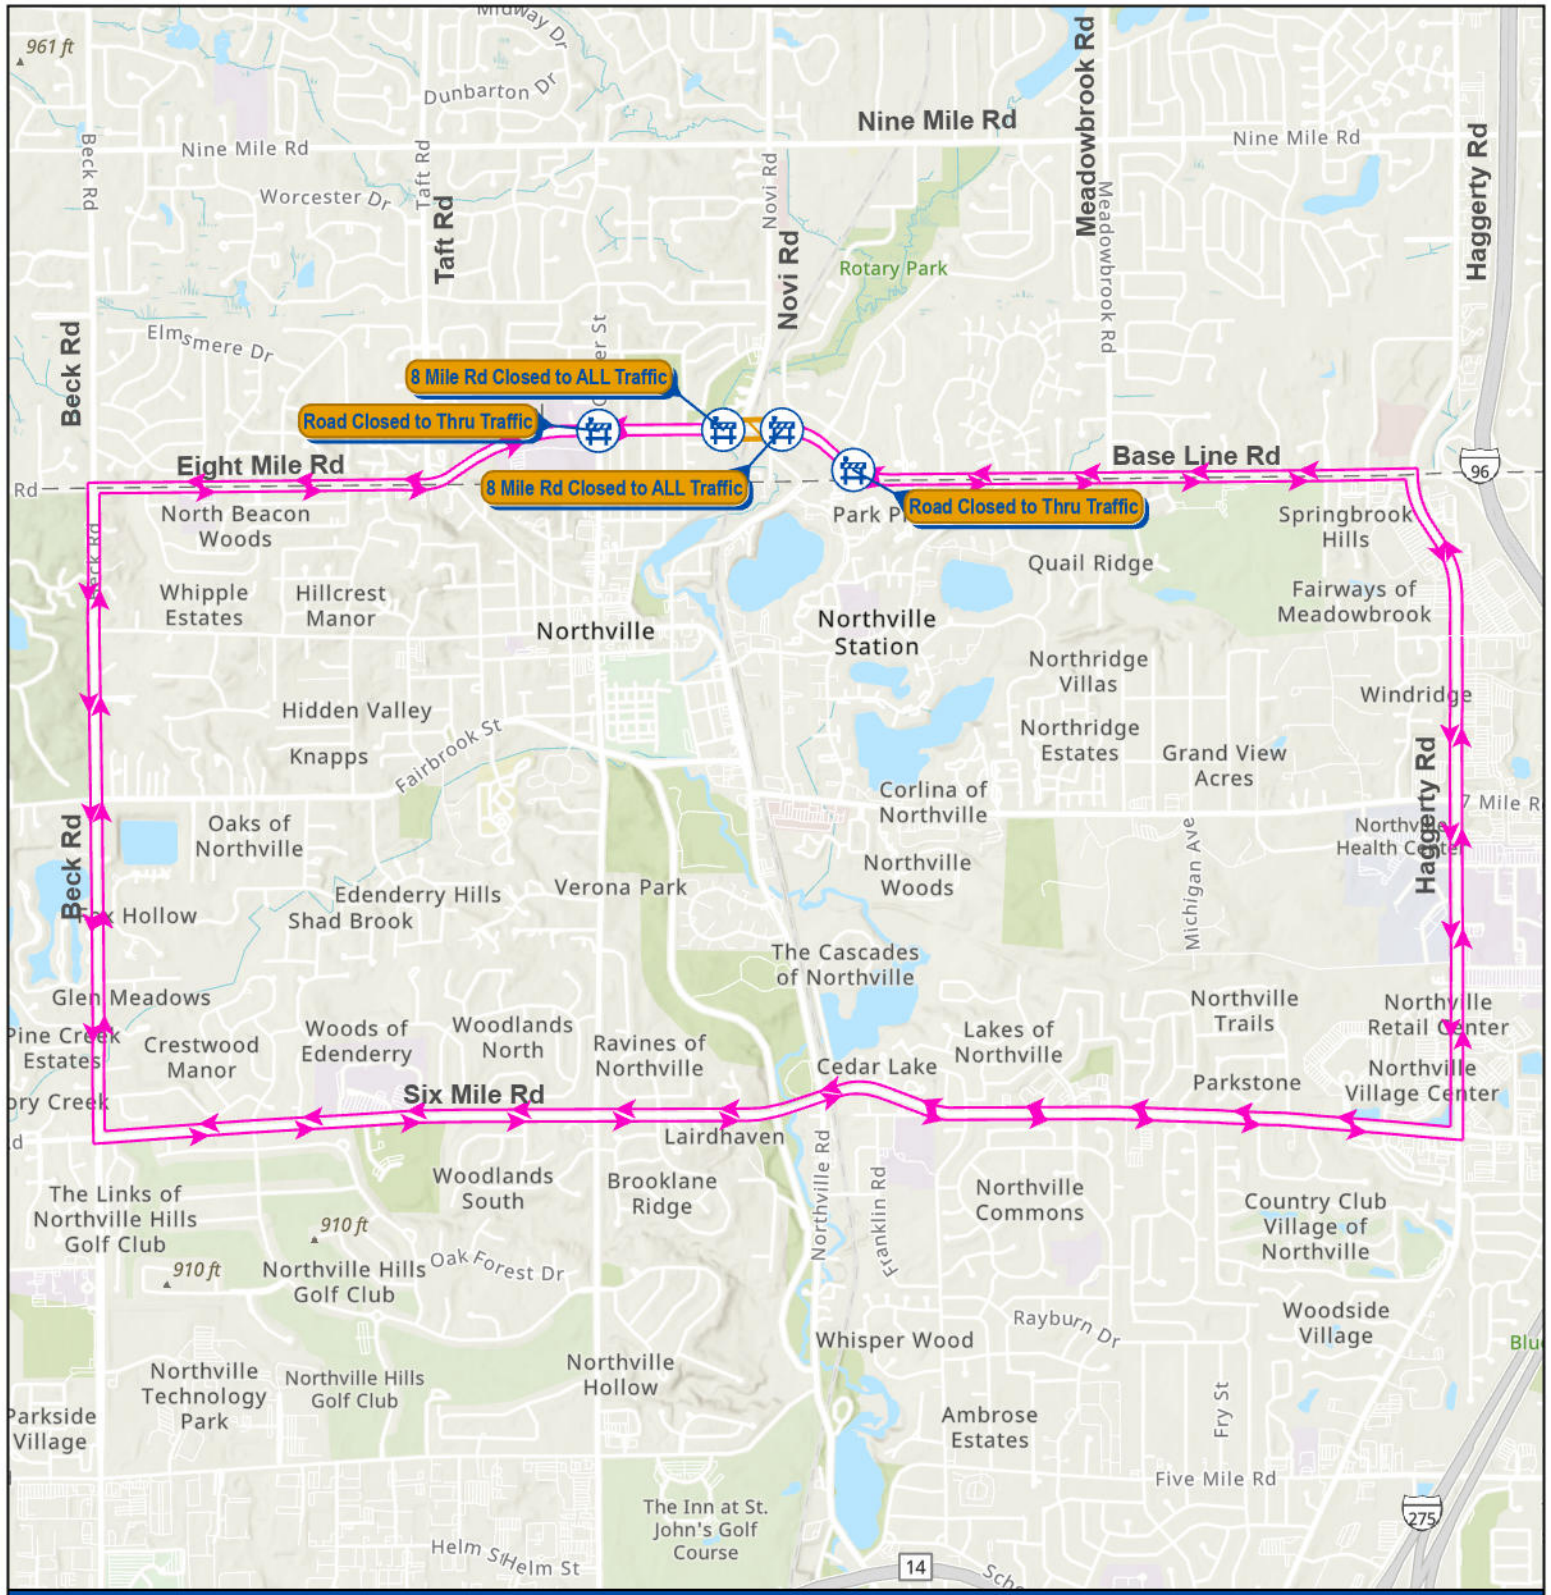 Midway Dr
961 ft
Dunbarton Dr
Meadowbrook Rd
Nine Mile Rd
Beck Rd
Nine Mile Rd
Taft Rd
Novi Rd
Nine Mile Rd
Haggerty Rd
Worcester Dr
Taft Rd
Meadowbrook Rd
Novi Rd
Rotary Park
Elmsmere Dr
Beck Rd
er St
8 Mile Rd Closed to ALL Traffic
Road Closed to Thru Traffic
Eight Mile Rd
Base Line Rd
96
Rd
8 Mile Rd Closed to ALL Traffic
Road Closed to Thru Traffic
Park P
North Beacon
Woods
Springbrook
Hills
Beck Rd
Quail Ridge
Whipple
Estates
Hillcrest
Manor
Fairways of
Meadowbrook
Northville
Northville
Station
Northridge
Villas
Windridge
Hidden Valley
Knapps
Fairbrook St
Northridge
Estates
Grand View
Acres
Haggerty Rd
Corlina of
Northville
7 Mile R
Beck Rd
Oaks of
Northville
Northville
Health Center
Michigan Ave
Northville
Woods
Edenderry Hills
Verona Park
Fox Hollow
Shad Brook
The Cascades
of Northville
Glen Meadows
Northville
Trails
Northville
Retail Center
Pine Creek
Estates
Crestwood
Manor
Woods of
Edenderry
Woodlands
North
Ravines of
Northville
Lakes of
Northville
Cedar Lake
Parkstone
Northville
Village Center
Six Mile Rd
ory Creek
Lairdhaven
d
Northville Rd
Franklin Rd
Woodlands
South
Brooklane
Ridge
Northville
Commons
The Links of
Northville Hills
Golf Club
Country Club
Village of
Northville
910 ft
910 ft
Northville Hills
Golf Club
Oak Forest Dr
Rayburn Dr
Woodside
Village
Whisper Wood
Blu
Northville
Technology
Park
Northville Hills
Golf Club
Northville
Hollow
Fry St
Parkside
Village
Ambrose
Estates
Five Mile Rd
The Inn at St.
John's Golf
Course
275
Helm St
Helm St
14
Scho